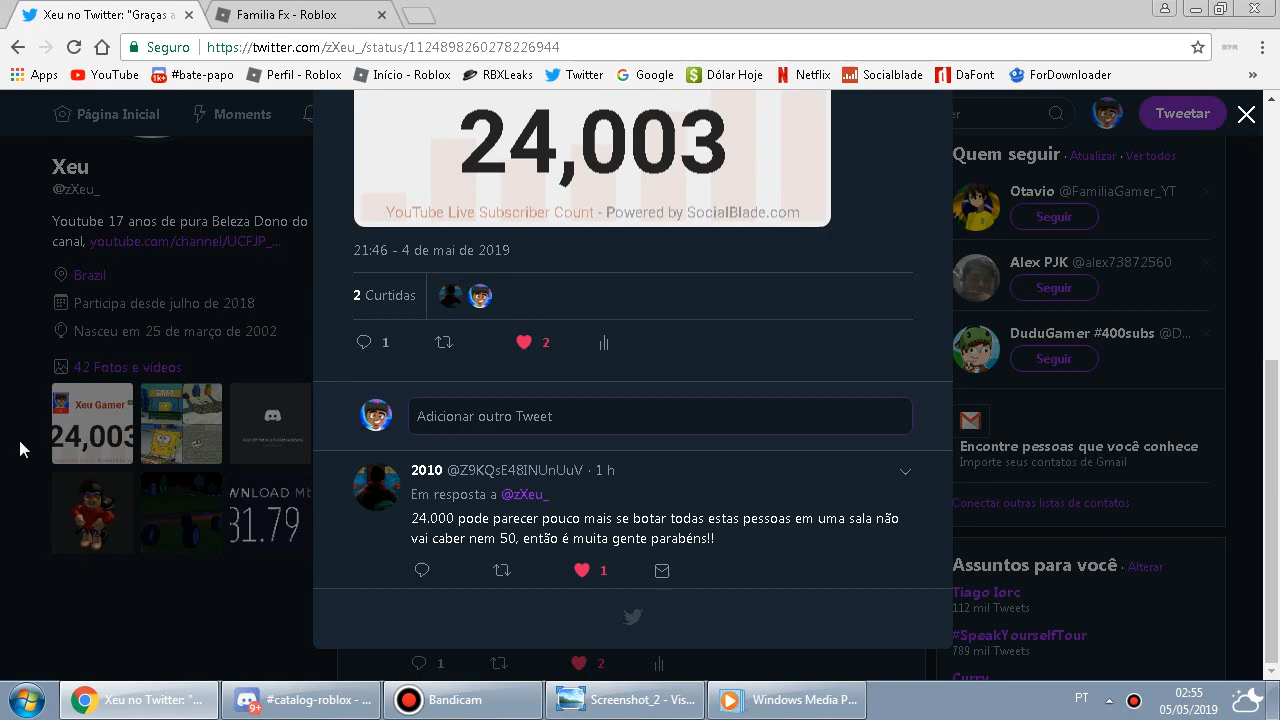 Xeu no Twitter: "Graças a
Familia Fx - Roblox
Seguro
https://twitter.com/zXeu_/status/1124898260278226944
Apps
YouTube
#bate-papo
Perfil - Roblox
Início - Roblox
RBXLeaks
Twitter
Google
Dólar Hoje
Netflix
Socialblade
DaFont
ForDownloader
Página Inicial
Moments
Tweetar
24,003
YouTube Live Subscriber Count - Powered by SocialBlade.com
21:46 - 4 de mai de 2019
2 Curtidas
1
2
Adicionar outro Tweet
2010 @Z9KQsE48INUnUuV · 1 h
Em resposta a @zXeu_
24.000 pode parecer pouco mais se botar todas estas pessoas em uma sala não
vai caber nem 50, então é muita gente parabéns!!
1
1
2
Xeu
@zXeu_
Youtube 17 anos de pura Beleza Dono do
canal, youtube.com/channel/UCFJP_...
Brazil
Participa desde julho de 2018
Nasceu em 25 de março de 2002
42 Fotos e vídeos
Xeu Gamer
24,003
31.79
Quem seguir · Atualizar · Ver todos
Otavio @FamiliaGamer_YT
Seguir
Alex PJK @alex73872560
Seguir
DuduGamer #400subs @D...
Seguir
Encontre pessoas que você conhece
Importe seus contatos do Gmail
Conectar outras listas de contatos
Assuntos para você · Alterar
Tiago Iorc
112 mil Tweets
#SpeakYourselfTour
789 mil Tweets
Curry
Xeu no Twitter: "...
9+
#catalog-roblox - ...
Bandicam
Screenshot_2 - Vis...
Windows Media P...
PT
02:55
05/05/2019